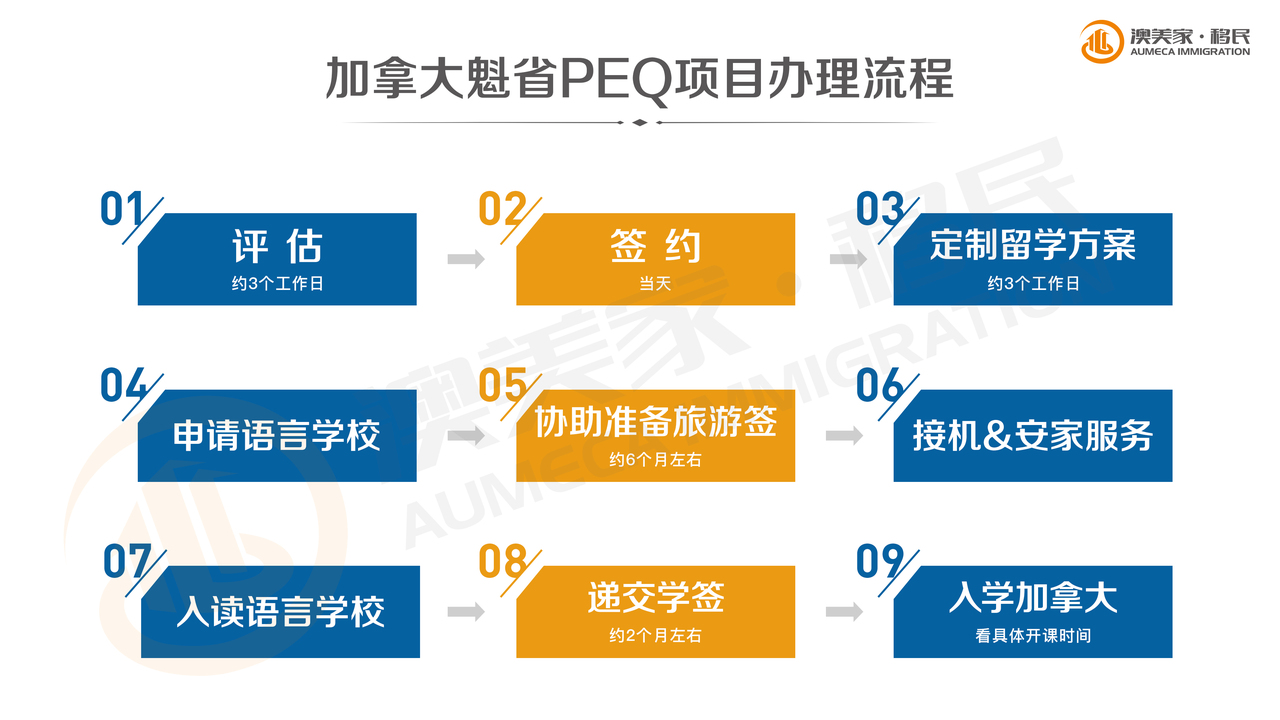 澳美家·移民
AUMECA IMMIGRATION
加拿大魁省PEQ项目办理流程
01
评 估
约3个工作日
02
签 约
当天
03
定制留学方案
约3个工作日
04
申请语言学校
05
协助准备旅游签
约6个月左右
06
接机&安家服务
07
入读语言学校
08
递交学签
约2个月左右
09
入学加拿大
看具体开课时间
澳美家·移民
AUMECA IMMIGRATION